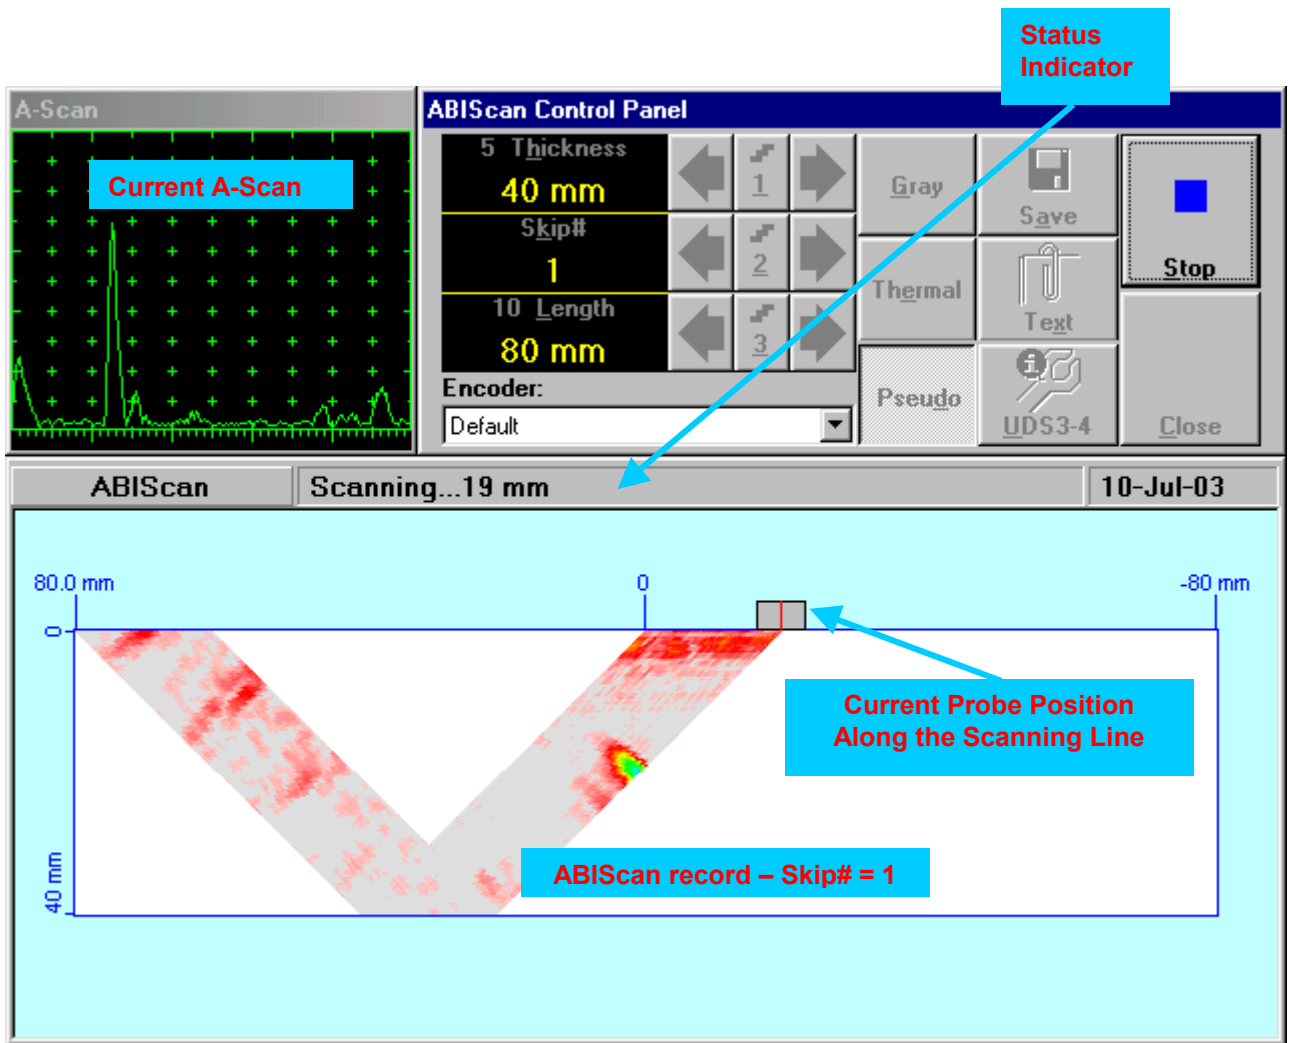 Status
Indicator
A-Scan
ABIScan Control Panel
Current A-Scan
5 Thickness
40 mm
1
Gray
Save
Skip#
1
2
Stop
Thermal
Text
10 Length
80 mm
3
Encoder:
Default
Pseudo
UDS3-4
Close
ABIScan
Scanning...19 mm
10-Jul-03
80.0 mm
0
-80 mm
0
Current Probe Position
Along the Scanning Line
40 mm
ABIScan record – Skip# = 1